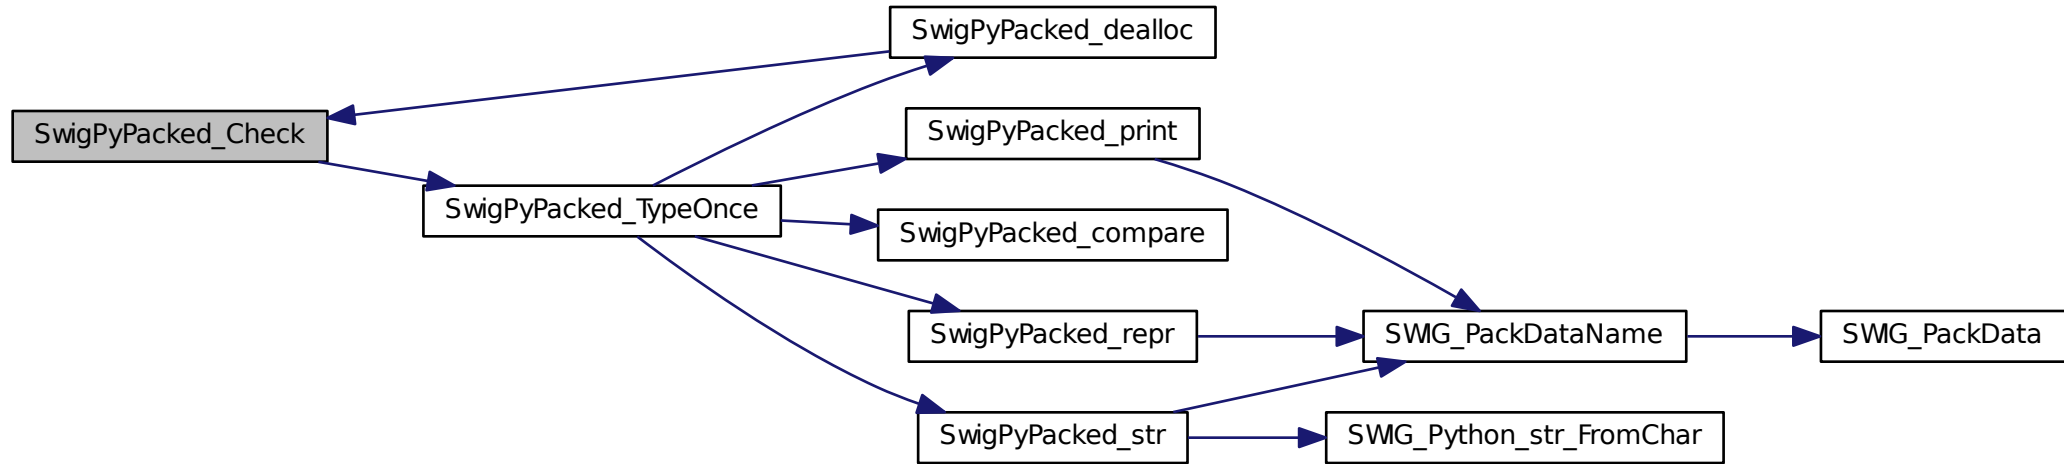 SwigPyPacked_dealloc
SwigPyPacked_print
SwigPyPacked_Check
SwigPyPacked_TypeOnce
SwigPyPacked_compare
SwigPyPacked_repr
SWIG_PackDataName
SWIG_PackData
SwigPyPacked_str
SWIG_Python_str_FromChar